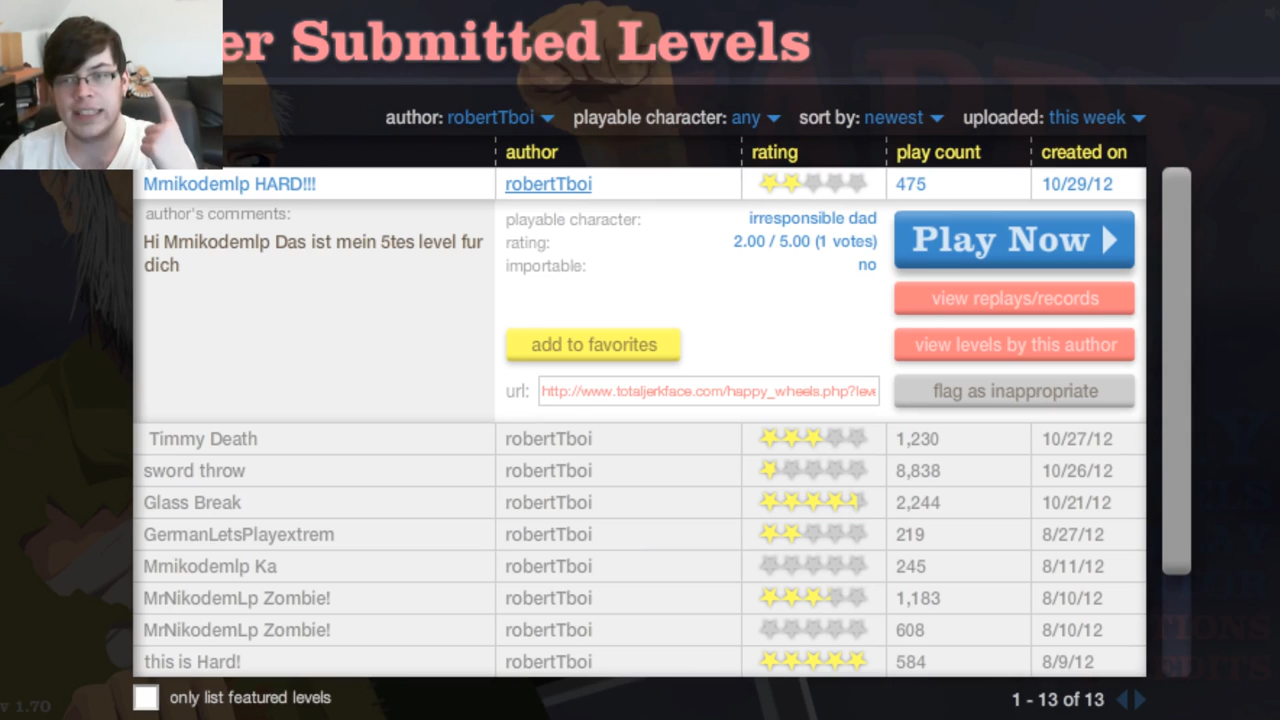 er Submitted Levels
author: robertTboi playable character: any sort by: newest uploaded: this week
author rating play count created on
Mmikodemlp HARD!!! robertTboi 475 10/29/12
author's comments:
Hi Mmikodemlp Das ist mein 5tes level fur
dich
playable character: irresponsible dad
rating: 2.00 / 5.00 (1 votes)
importable: no
Play Now
view replays/records
add to favorites
view levels by this author
url: http://www.totaljerkface.com/happy_wheels.php?leve
flag as inappropriate
Timmy Death robertTboi 1,230 10/27/12
sword throw robertTboi 8,838 10/26/12
Glass Break robertTboi 2,244 10/21/12
GermanLetsPlayextrem robertTboi 219 8/27/12
Mmikodemlp Ka robertTboi 245 8/11/12
MrNikodemLp Zombie! robertTboi 1,183 8/10/12
MrNikodemLp Zombie! robertTboi 608 8/10/12
this is Hard! robertTboi 584 8/9/12
only list featured levels
1 - 13 of 13
v 1.70